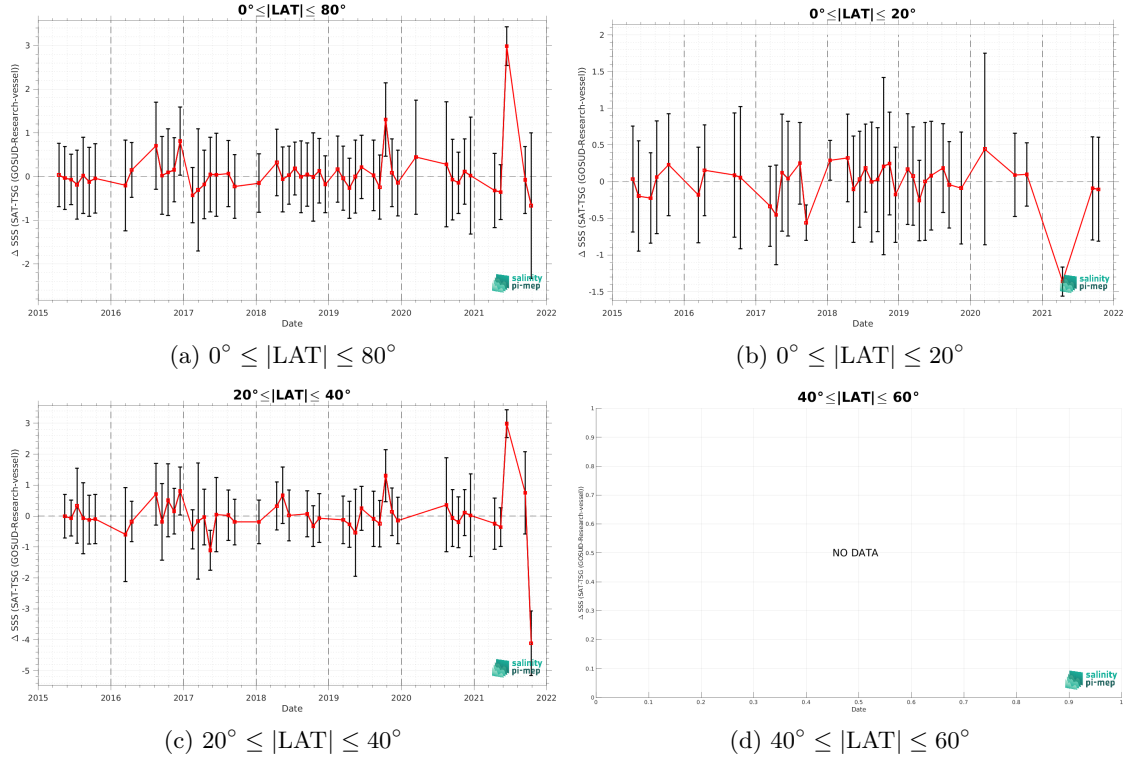 0°≤|LAT|≤ 80°
3
2
1
0
-1
-2
Δ SSS (SAT-TSG (GOSUD-Research-vessel))
2015 2016 2017 2018 2019 2020 2021 2022
Date
salinity
pi-mep
(a) 0° ≤ |LAT| ≤ 80°
0°≤|LAT|≤ 20°
2
1.5
1
0.5
0
-0.5
-1
-1.5
Δ SSS (SAT-TSG (GOSUD-Research-vessel))
2015 2016 2017 2018 2019 2020 2021 2022
Date
salinity
pi-mep
(b) 0° ≤ |LAT| ≤ 20°
20°≤|LAT|≤ 40°
3
2
1
0
-1
-2
-3
-4
-5
Δ SSS (SAT-TSG (GOSUD-Research-vessel))
2015 2016 2017 2018 2019 2020 2021 2022
Date
salinity
pi-mep
(c) 20° ≤ |LAT| ≤ 40°
40°≤|LAT|≤ 60°
1
0.9
0.8
0.7
0.6
0.5
0.4
0.3
0.2
0.1
0
Δ SSS (SAT-TSG (GOSUD-Research-vessel))
NO DATA
0 0.1 0.2 0.3 0.4 0.5 0.6 0.7 0.8 0.9 1
Date
salinity
pi-mep
(d) 40° ≤ |LAT| ≤ 60°